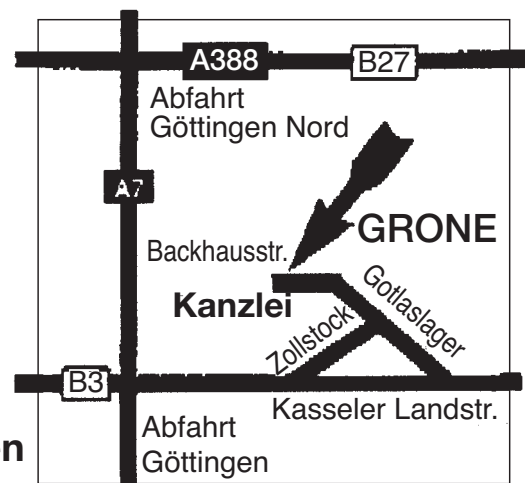 A388
B27
Abfahrt
Göttingen Nord
A7
GRONE
Backhausstr.
Kanzlei
Gotlaslager
Zollstock
B3
Kasseler Landstr.
Abfahrt
Göttingen